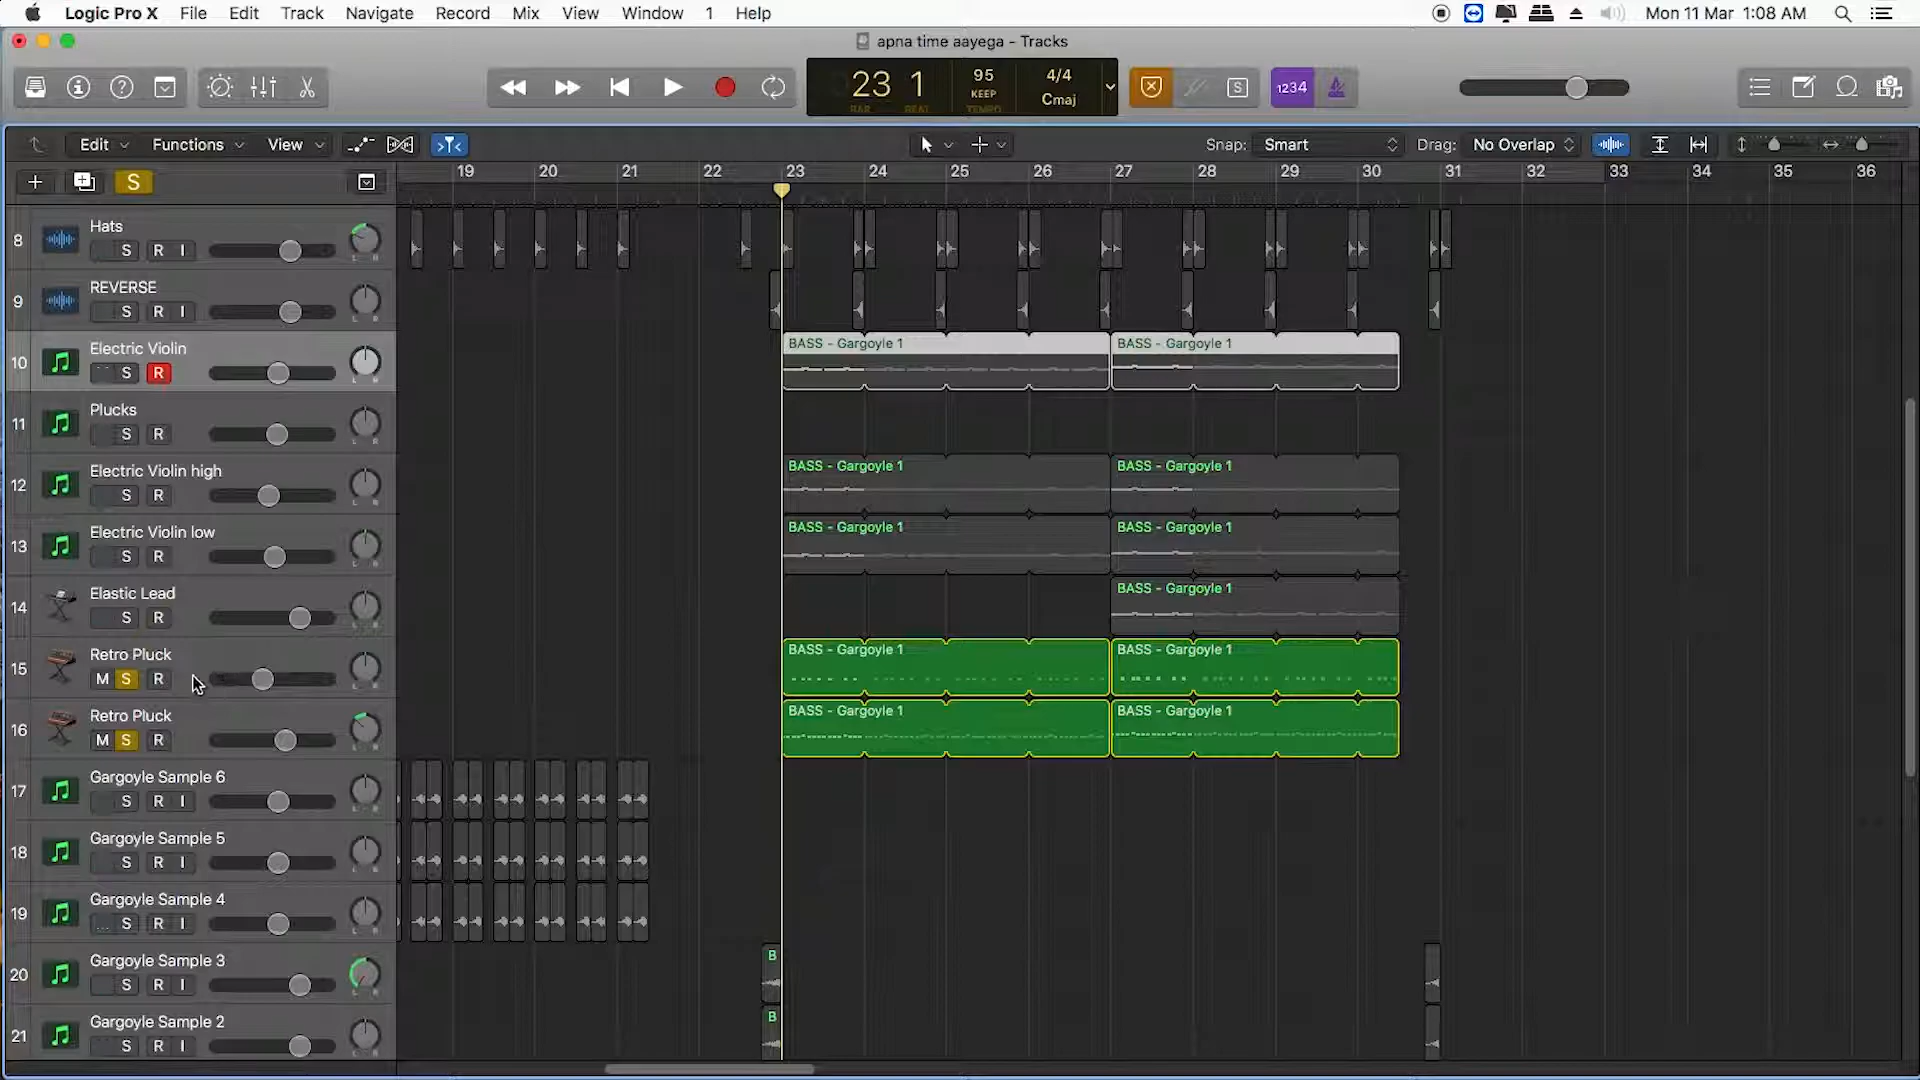 Logic Pro X File Edit Track Navigate Record Mix View Window 1 Help Mon 11 Mar 1:08 AM
apna time aayega - Tracks
23 1 95 4/4
KEEP Cmaj
BAR BEAT TEMPO
S 1234
Edit Functions View Snap: Smart Drag: No Overlap
S 19 20 21 22 23 24 25 26 27 28 29 30 31 32 33 34 35 36
8 Hats
S R I
9 REVERSE
S R I
10 Electric Violin BASS - Gargoyle 1 BASS - Gargoyle 1
S R
11 Plucks
S R
12 Electric Violin high BASS - Gargoyle 1 BASS - Gargoyle 1
S R
13 Electric Violin low BASS - Gargoyle 1 BASS - Gargoyle 1
S R
14 Elastic Lead BASS - Gargoyle 1
S R
15 Retro Pluck BASS - Gargoyle 1 BASS - Gargoyle 1
M S R
16 Retro Pluck BASS - Gargoyle 1 BASS - Gargoyle 1
M S R
17 Gargoyle Sample 6
S R I
18 Gargoyle Sample 5
S R I
19 Gargoyle Sample 4
S R I
20 Gargoyle Sample 3 B
S R I
21 Gargoyle Sample 2 B
S R I